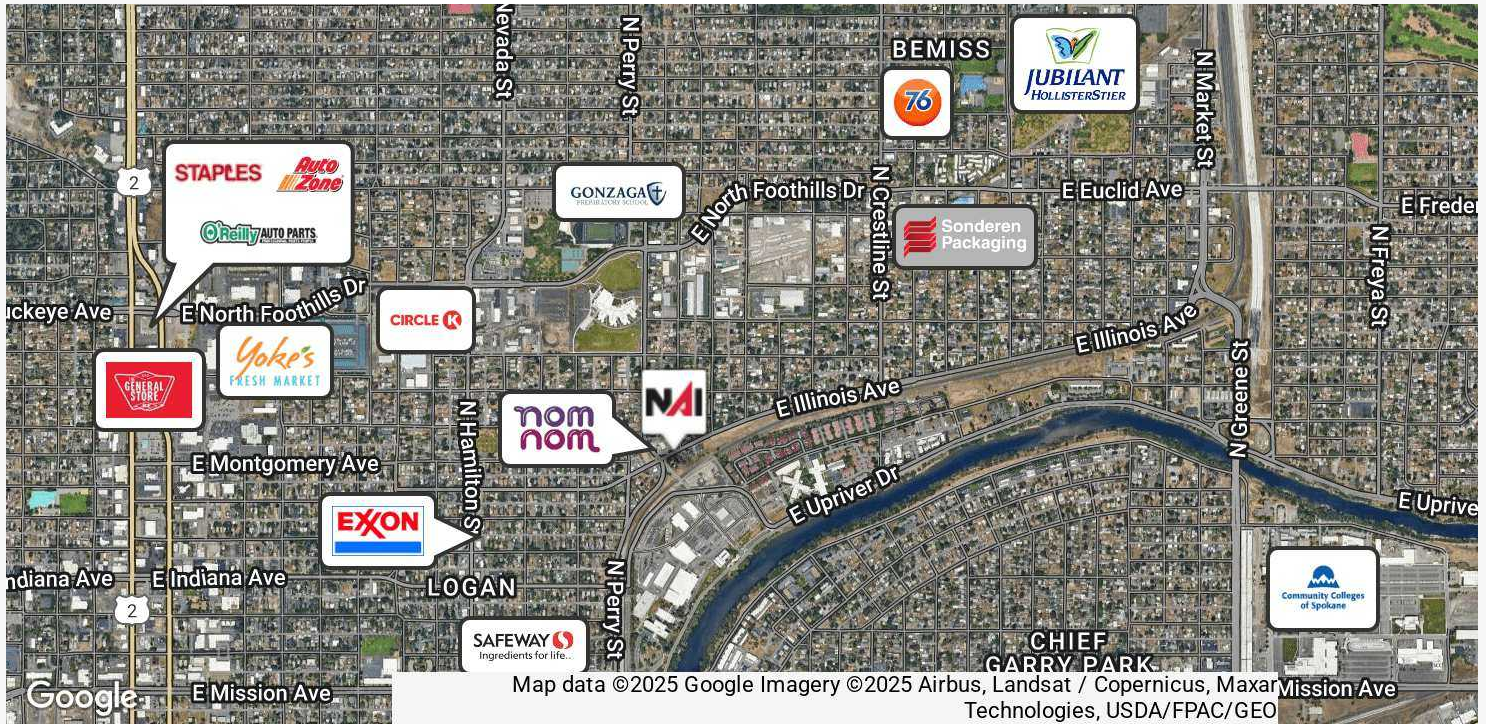 Nevada St
N Perry St
BEMISS
JUBILANT
HOLLISTERSTIER
76
N Market St
STAPLES
Auto
Zone
2
O'Reilly AUTO PARTS
GONZAGA
PREPARATORY SCHOOL
E North Foothills Dr
N Crestline St
E Euclid Ave
E Freder
Sonderen
Packaging
N Freya St
uckeye Ave
E North Foothills Dr
CIRCLE K
E Illinois Ave
yoke's
FRESH MARKET
THE
GENERAL
STORE
N Greene St
NAI
E Illinois Ave
nom
nom
N Hamilton St
E Montgomery Ave
E Upriver Dr
E Uprive
EXXON
ndiana Ave
E Indiana Ave
LOGAN
N Perry St
Community Colleges
of Spokane
2
SAFEWAY
Ingredients for life..
CHIEF
GARRY PARK
Google
E Mission Ave
Map data ©2025 Google Imagery ©2025 Airbus, Landsat / Copernicus, Maxar
Technologies, USDA/FPAC/GEO
Mission Ave